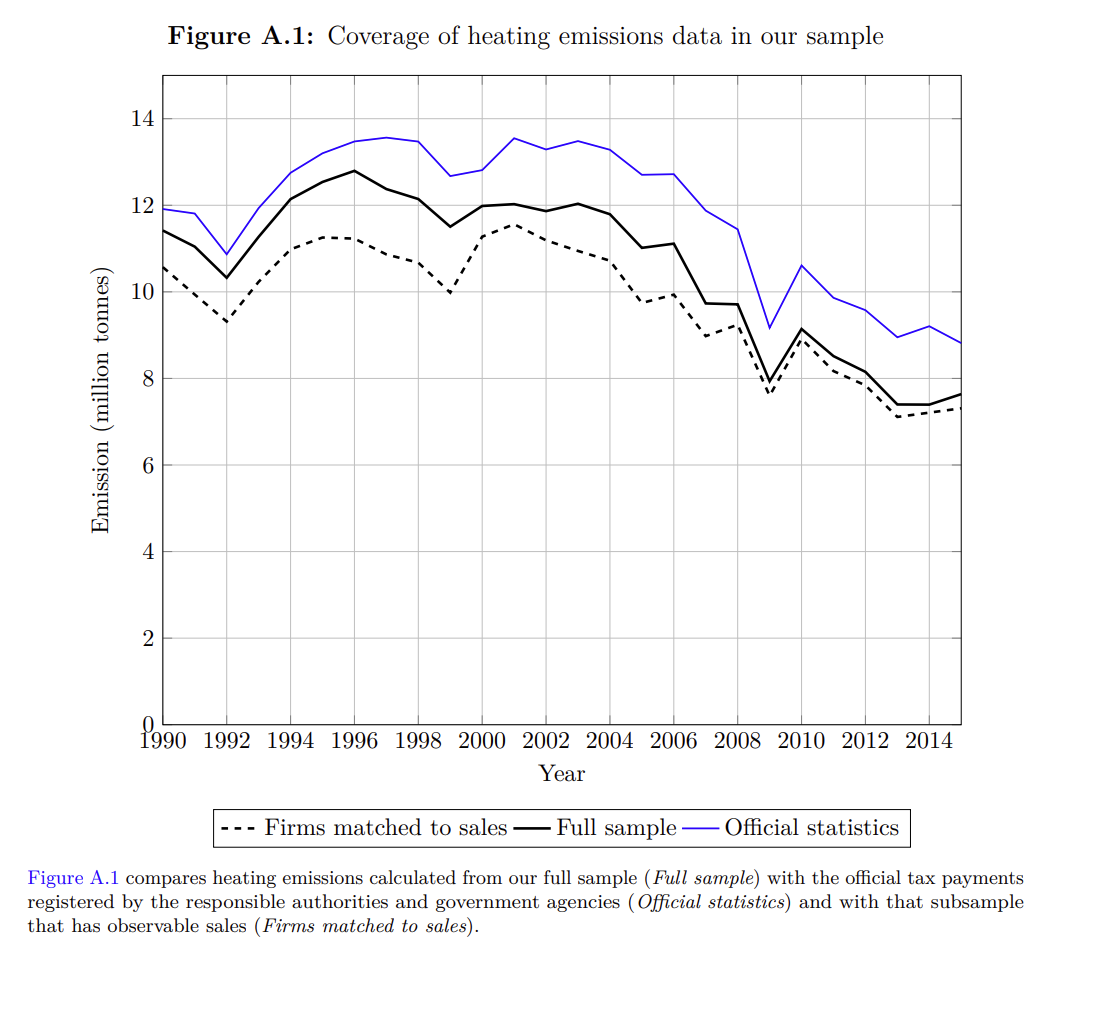 Figure A.1: Coverage of heating emissions data in our sample
14
12
10
8
6
4
2
0
Emission (million tonnes)
1990 1992 1994 1996 1998 2000 2002 2004 2006 2008 2010 2012 2014
Year
Firms matched to sales Full sample Official statistics
Figure A.1 compares heating emissions calculated from our full sample (Full sample) with the official tax payments
registered by the responsible authorities and government agencies (Official statistics) and with that subsample
that has observable sales (Firms matched to sales).